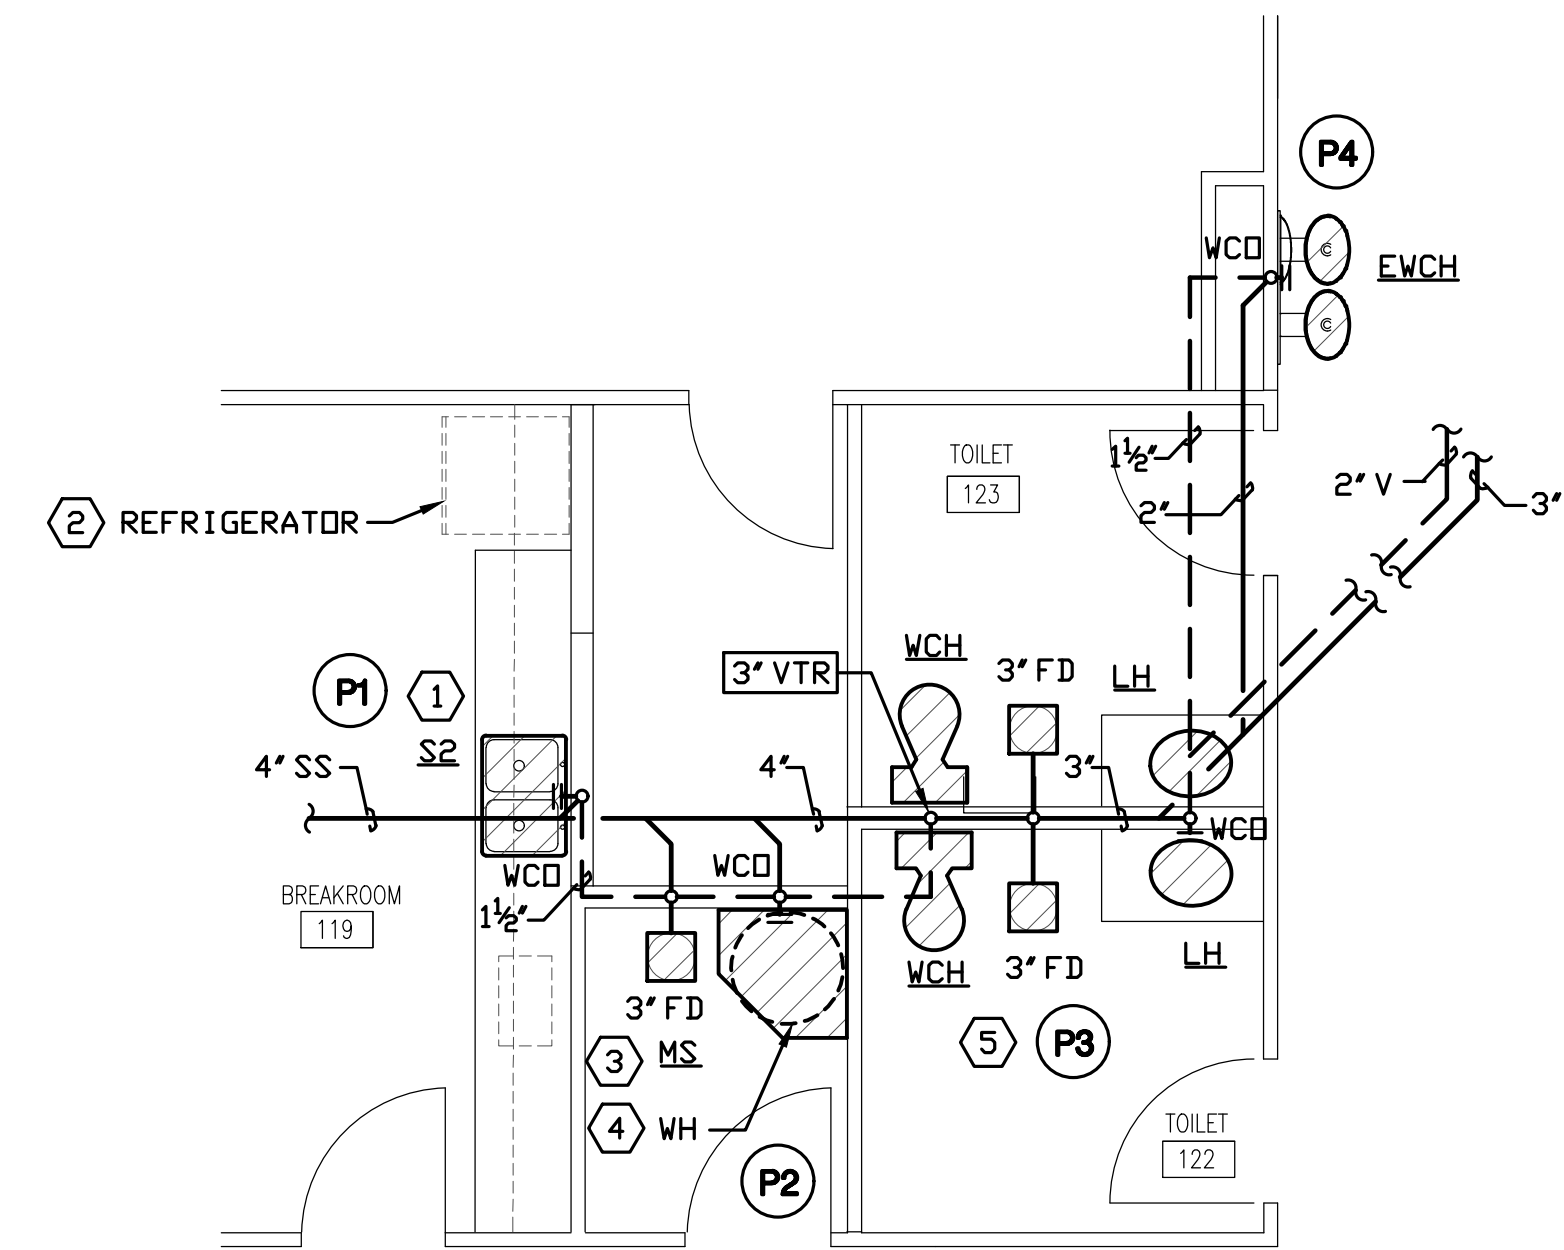 P4
WCO
EWCH
TOILET
123
1½"
2"
2" V
3"
2 REFRIGERATOR
WCH
3" FD
LH
3" VTR
P1
1
S2
4" SS
4"
3"
WCO
WCO
WCO
BREAKROOM
119
1½"
WCH
3" FD
LH
3" FD
5
P3
3 MS
4 WH
TOILET
122
P2